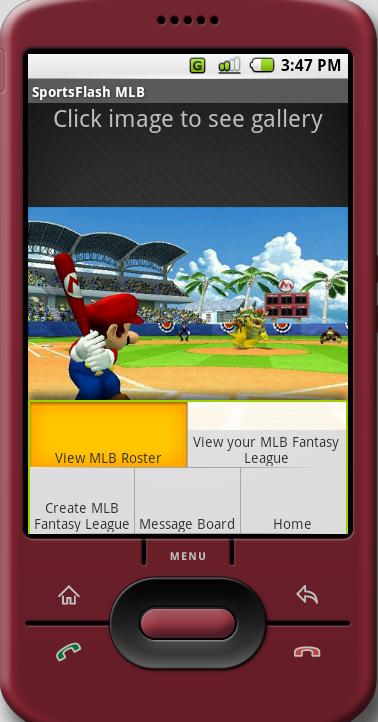 G 3:47 PM
SportsFlash MLB
Click image to see gallery
M
M
View MLB Roster
View your MLB Fantasy
League
Create MLB
Fantasy League
Message Board
Home
MENU